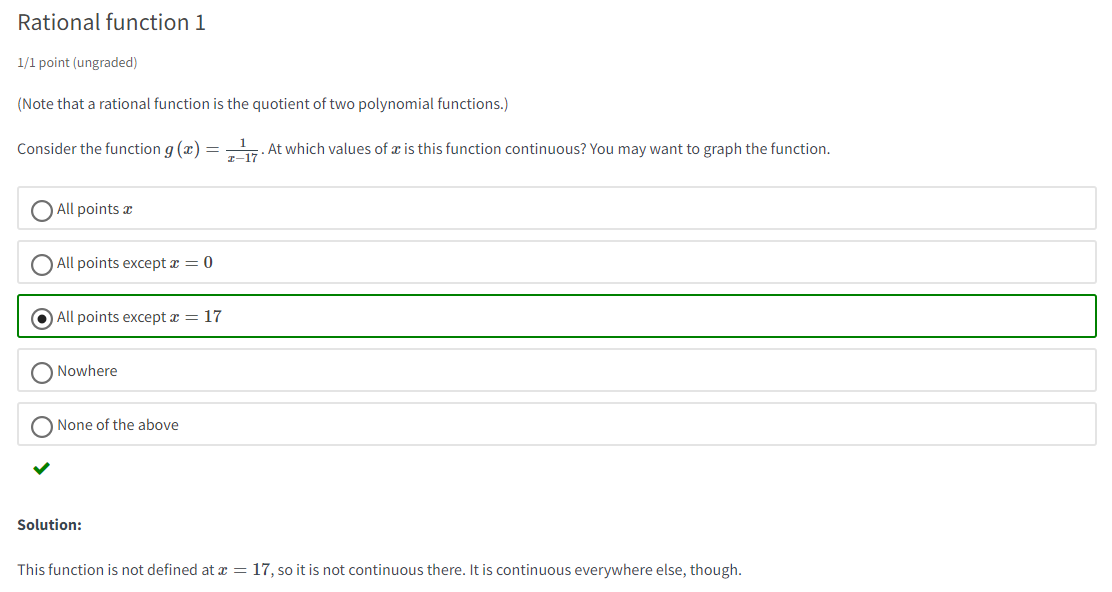 Rational function 1
1/1 point (ungraded)
(Note that a rational function is the quotient of two polynomial functions.)
Consider the function g (x) = 1/(x−17). At which values of x is this function continuous? You may want to graph the function.
All points x
All points except x = 0
All points except x = 17
Nowhere
None of the above
Solution:
This function is not defined at x = 17, so it is not continuous there. It is continuous everywhere else, though.